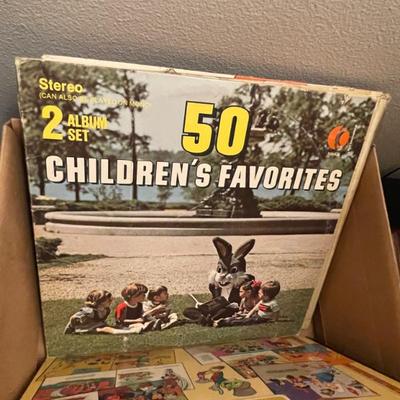 Stereo
(CAN ALSO BE PLAYED ON MONO)
2 ALBUM
SET
50
CHILDREN'S FAVORITES